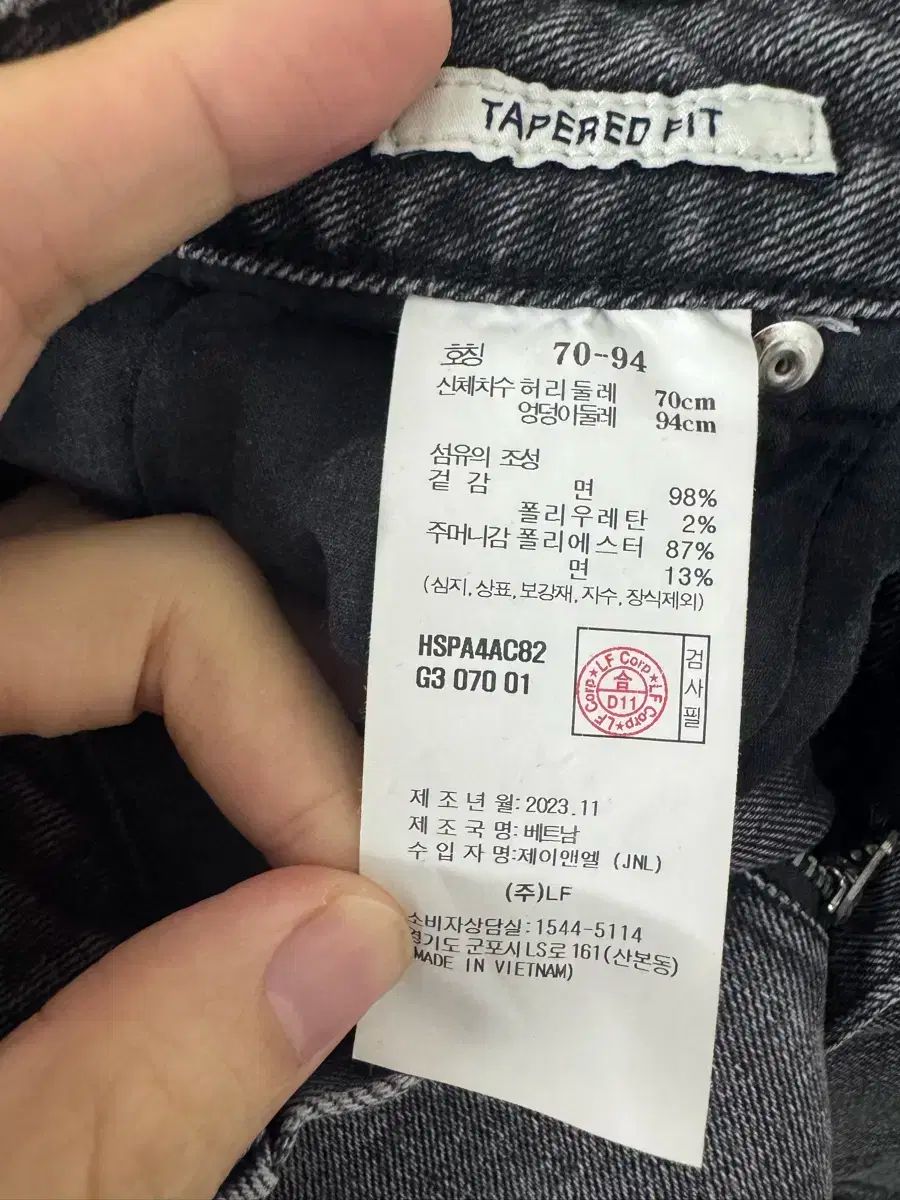 TAPERED FIT
호칭 70-94
신체치수 허리둘레 70cm
엉덩이둘레 94cm
섬유의 조성
겉감 면 98%
폴리우레탄 2%
주머니감 폴리에스터 87%
면 13%
(심지,상표,보강재,자수,장식제외)
HSPA4AC82
G3 070 01
LF Corp★LF Corp★LF Corp★
合
D11
검사필
제조년월: 2023.11
제조국명: 베트남
수입자명:제이앤엘 (JNL)
(주)LF
소비자상담실:1544-5114
경기도 군포시 LS로 161(산본동)
MADE IN VIETNAM)